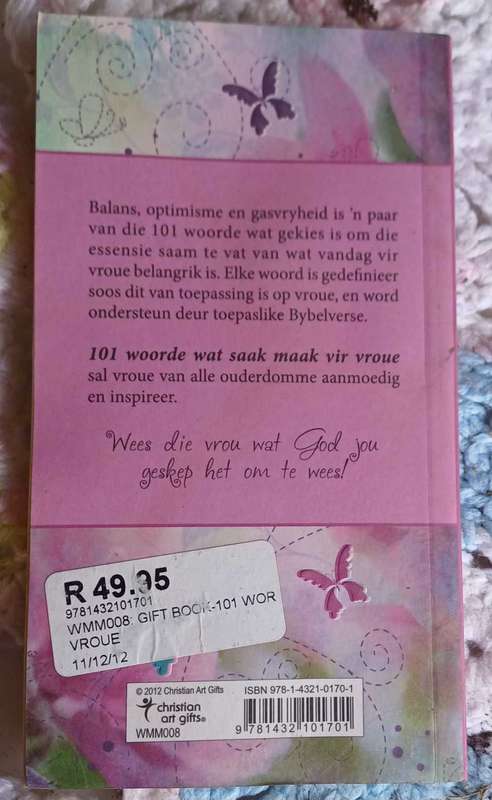 Balans, optimisme en gasvryheid is 'n paar
van die 101 woorde wat gekies is om die
essensie saam te vat van wat vandag vir
vroue belangrik is. Elke woord is gedefinieer
soos dit van toepassing is op vroue, en word
ondersteun deur toepaslike Bybelverse.
101 woorde wat saak maak vir vroue
sal vroue van alle ouderdomme aanmoedig
en inspireer.
Wees die vrou wat God jou
geskep het om te wees!
R 49.95
9781432101701
WMM008: GIFT BOOK-101 WOR
VROUE
11/12/12
© 2012 Christian Art Gifts
christian
art gifts®
WMM008
ISBN 978-1-4321-0170-1
9 781432 101701